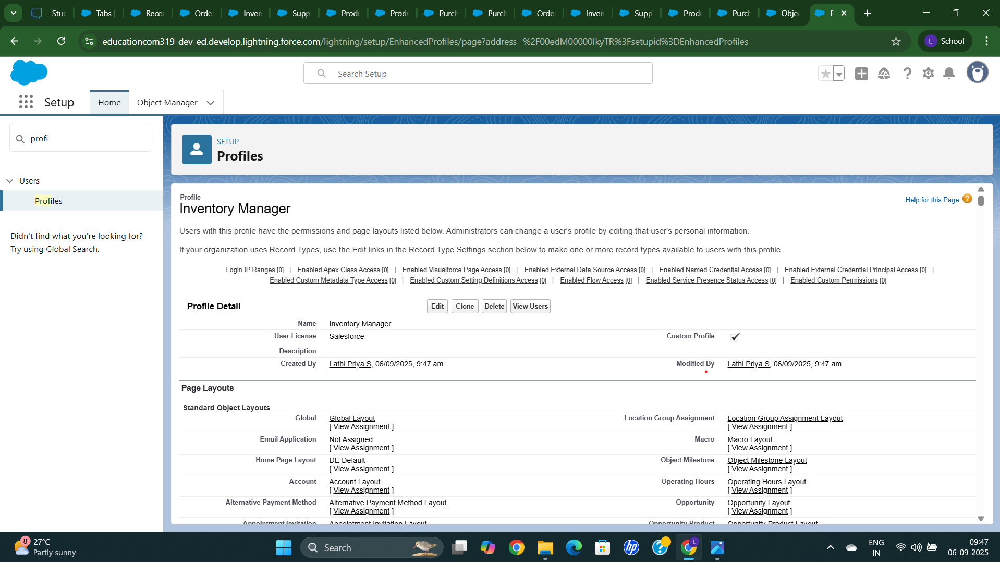 - Stud
Tabs |
Recen
Order
Inven
Suppl
Produ
Produ
Purch
Purch
Order
Inven
Suppl
Produ
Purch
Objec
educationcom319-dev-ed.develop.lightning.force.com/lightning/setup/EnhancedProfiles/page?address=%2F00edM00000IkyTR%3Fsetupid%3DEnhancedProfiles
L School
Search Setup
Setup
Home
Object Manager
profi
Users
Profiles
Didn't find what you're looking for?
Try using Global Search.
SETUP
Profiles
Profile
Inventory Manager
Help for this Page ?
Users with this profile have the permissions and page layouts listed below. Administrators can change a user's profile by editing that user's personal information.
If your organization uses Record Types, use the Edit links in the Record Type Settings section below to make one or more record types available to users with this profile.
Login IP Ranges [0] | Enabled Apex Class Access [0] | Enabled Visualforce Page Access [0] | Enabled External Data Source Access [0] | Enabled Named Credential Access [0] | Enabled External Credential Principal Access [0] |
Enabled Custom Metadata Type Access [0] | Enabled Custom Setting Definitions Access [0] | Enabled Flow Access [0] | Enabled Service Presence Status Access [0] | Enabled Custom Permissions [0]
Profile Detail
Edit Clone Delete View Users
Name Inventory Manager
User License Salesforce Custom Profile
Description
Created By Lathi Priya.S, 06/09/2025, 9:47 am Modified By Lathi Priya.S, 06/09/2025, 9:47 am
Page Layouts
Standard Object Layouts
Global Global Layout Location Group Assignment Location Group Assignment Layout
[ View Assignment ] [ View Assignment ]
Email Application Not Assigned Macro Macro Layout
[ View Assignment ] [ View Assignment ]
Home Page Layout DE Default Object Milestone Object Milestone Layout
[ View Assignment ] [ View Assignment ]
Account Account Layout Operating Hours Operating Hours Layout
[ View Assignment ] [ View Assignment ]
Alternative Payment Method Alternative Payment Method Layout Opportunity Opportunity Layout
[ View Assignment ] [ View Assignment ]
Appointment Invitation Appointment Invitation Layout Opportunity Product Opportunity Product Layout
8
27°C
Partly sunny
Search
hp
L
ENG
IN
09:47
06-09-2025